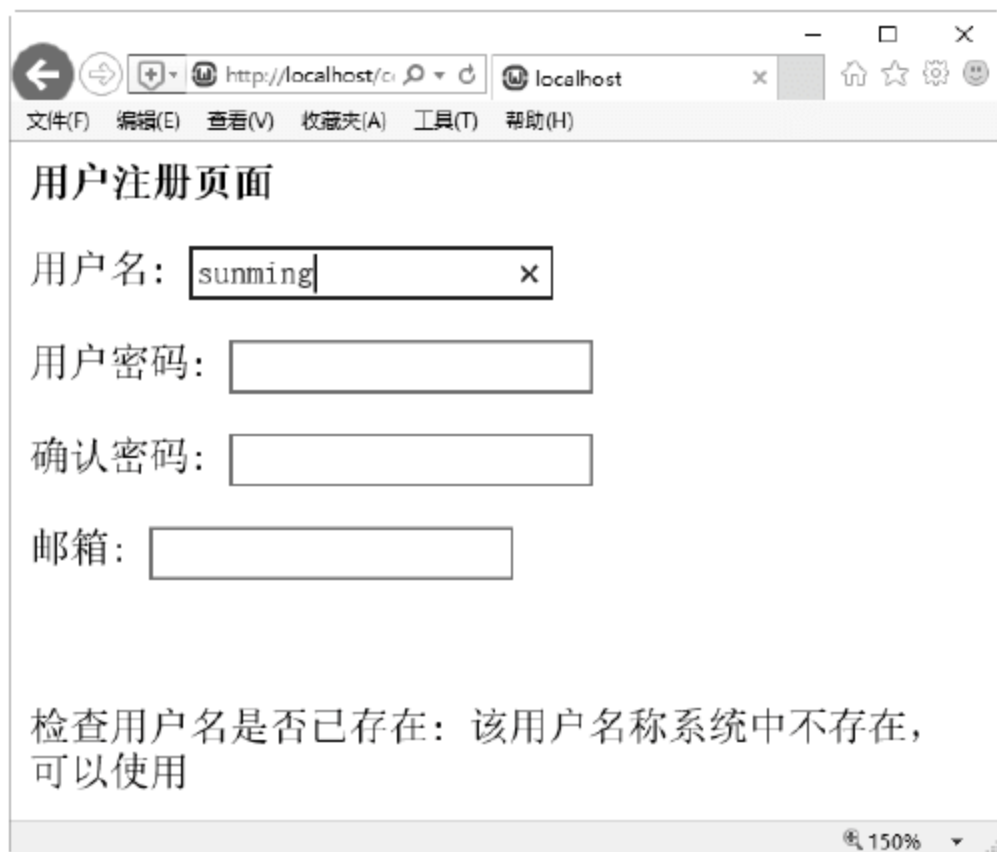 http://localhost/c
localhost
文件(F) 编辑(E) 查看(V) 收藏夹(A) 工具(T) 帮助(H)
用户注册页面
用户名: sunming
用户密码:
确认密码:
邮箱:
检查用户名是否已存在: 该用户名称系统中不存在,
可以使用
150%